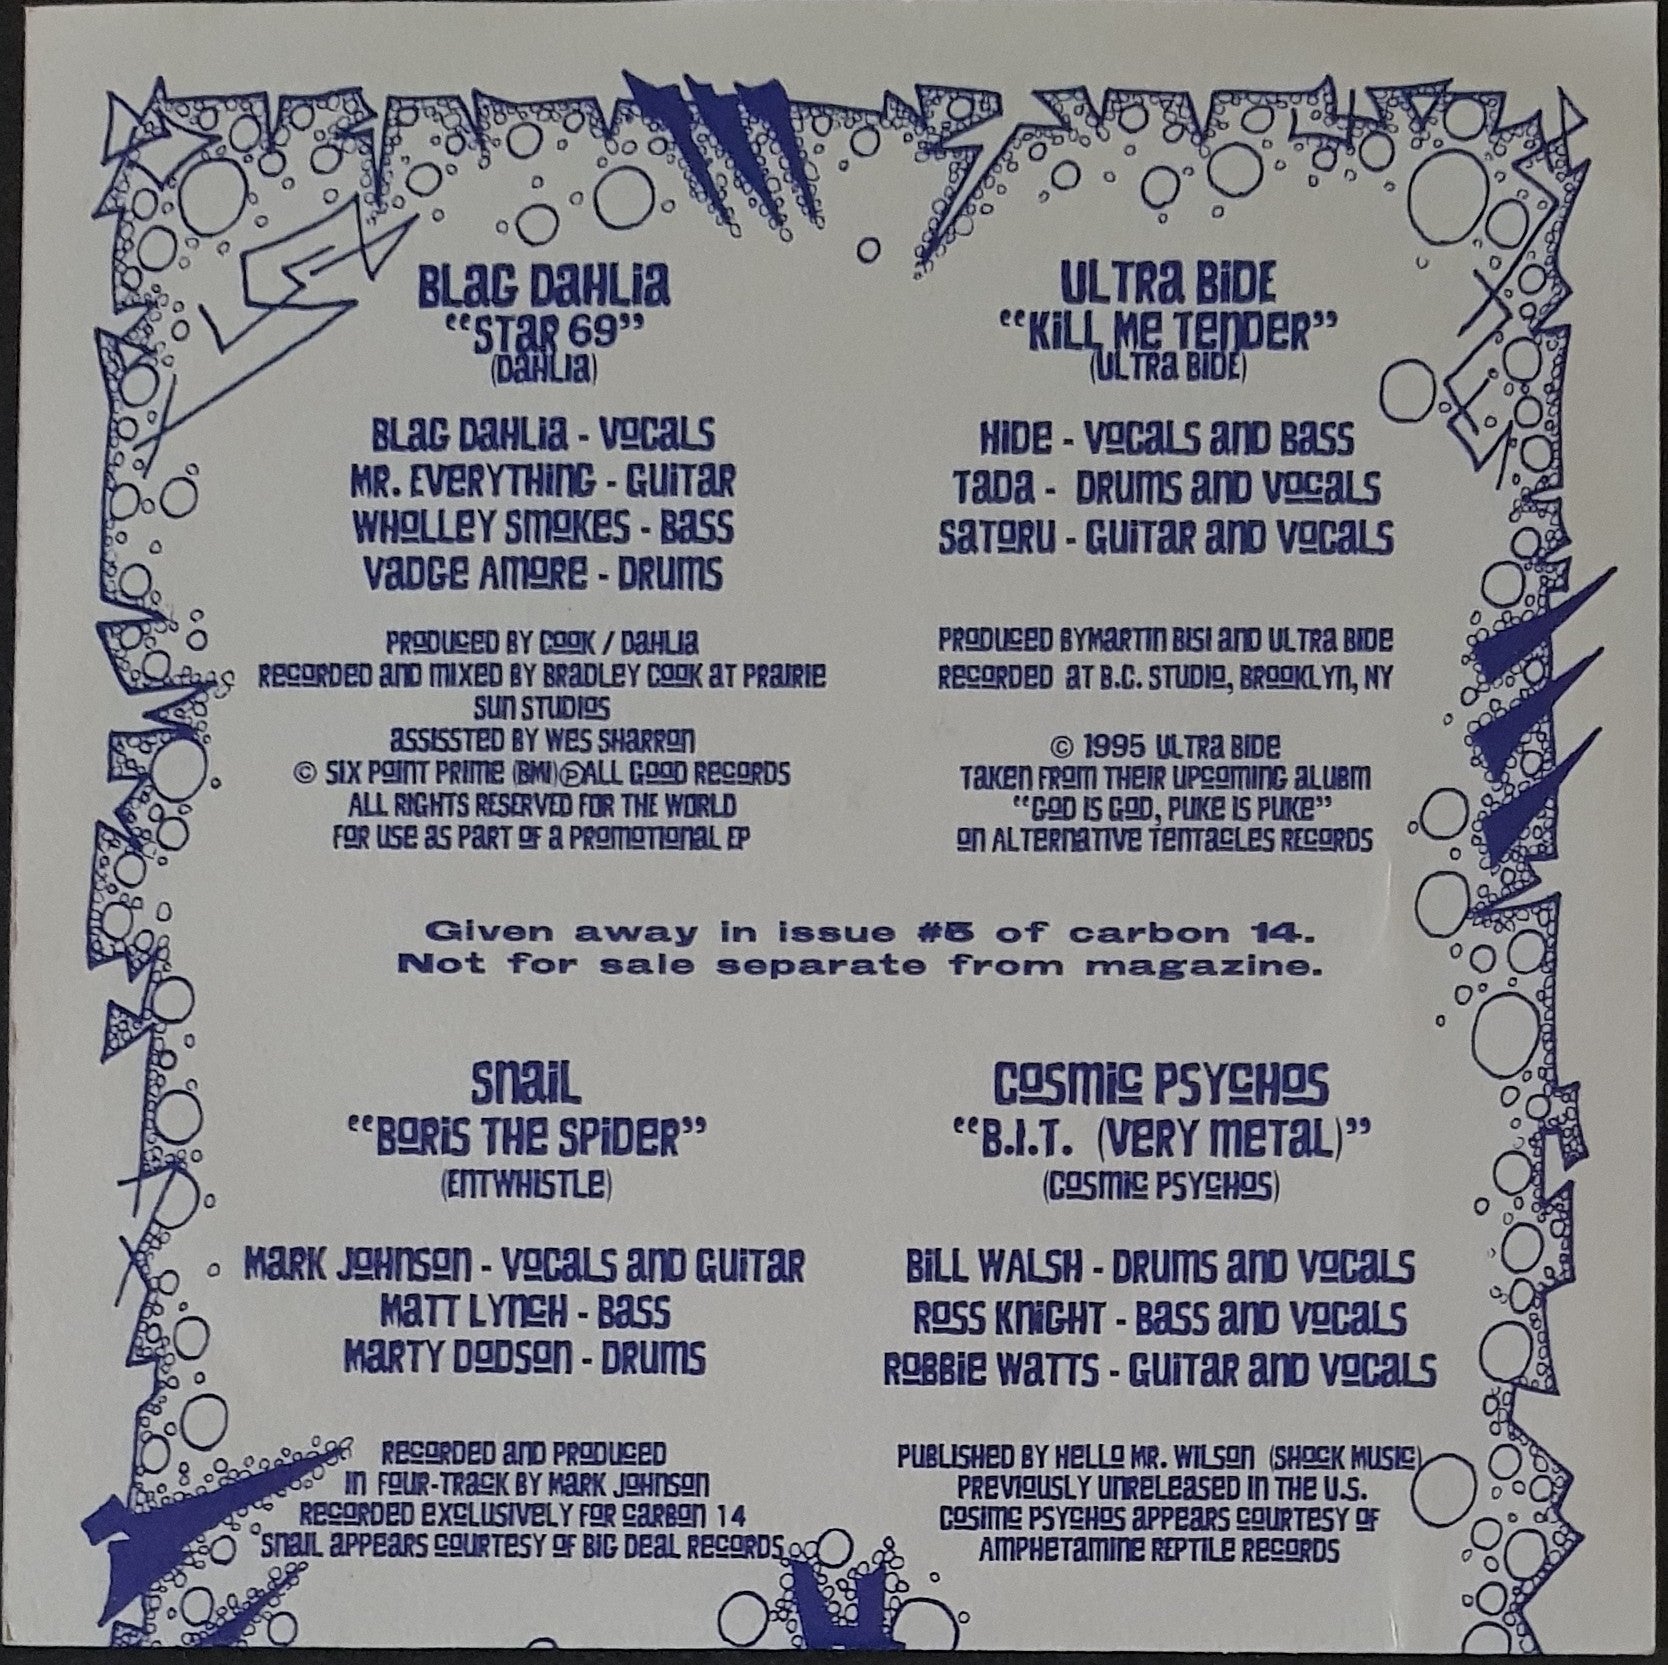 BLAG DAHLIA
“STAR 69”
(DAHLIA)
BLAG DAHLIA - VOCALS
MR. EVERYTHING - GUITAR
WHOLLEY SMOKES - BASS
VADGE AMORE - DRUMS
PRODUCED BY COOK / DAHLIA
RECORDED AND MIXED BY BRADLEY COOK AT PRAIRIE
SUN STUDIOS
ASSISSTED BY WES SHARRON
© SIX POINT PRIME (BMI)℗ALL GOOD RECORDS
ALL RIGHTS RESERVED FOR THE WORLD
FOR USE AS PART OF A PROMOTIONAL EP
ULTRA BIDE
“KILL ME TENDER”
(ULTRA BIDE)
HIDE - VOCALS AND BASS
TADA - DRUMS AND VOCALS
SATORU - GUITAR AND VOCALS
PRODUCED BYMARTIN BISI AND ULTRA BIDE
RECORDED AT B.C. STUDIO, BROOKLYN, NY
© 1995 ULTRA BIDE
TAKEN FROM THEIR UPCOMING ALUBM
“GOD IS GOD, PUKE IS PUKE”
ON ALTERNATIVE TENTACLES RECORDS
Given away in issue #5 of carbon 14.
Not for sale separate from magazine.
SNAIL
“BORIS THE SPIDER”
(ENTWHISTLE)
MARK JOHNSON - VOCALS AND GUITAR
MATT LYNCH - BASS
MARTY DODSON - DRUMS
RECORDED AND PRODUCED
IN FOUR-TRACK BY MARK JOHNSON
RECORDED EXCLUSIVELY FOR CARBON 14
SNAIL APPEARS COURTESY OF BIG DEAL RECORDS
COSMIC PSYCHOS
“B.I.T. (VERY METAL)”
(COSMIC PSYCHOS)
BILL WALSH - DRUMS AND VOCALS
ROSS KNIGHT - BASS AND VOCALS
ROBBIE WATTS - GUITAR AND VOCALS
PUBLISHED BY HELLO MR. WILSON (SHOCK MUSIC)
PREVIOUSLY UNRELEASED IN THE U.S.
COSIMC PSYCHOS APPEARS COURTESY OF
AMPHETAMINE REPTILE RECORDS